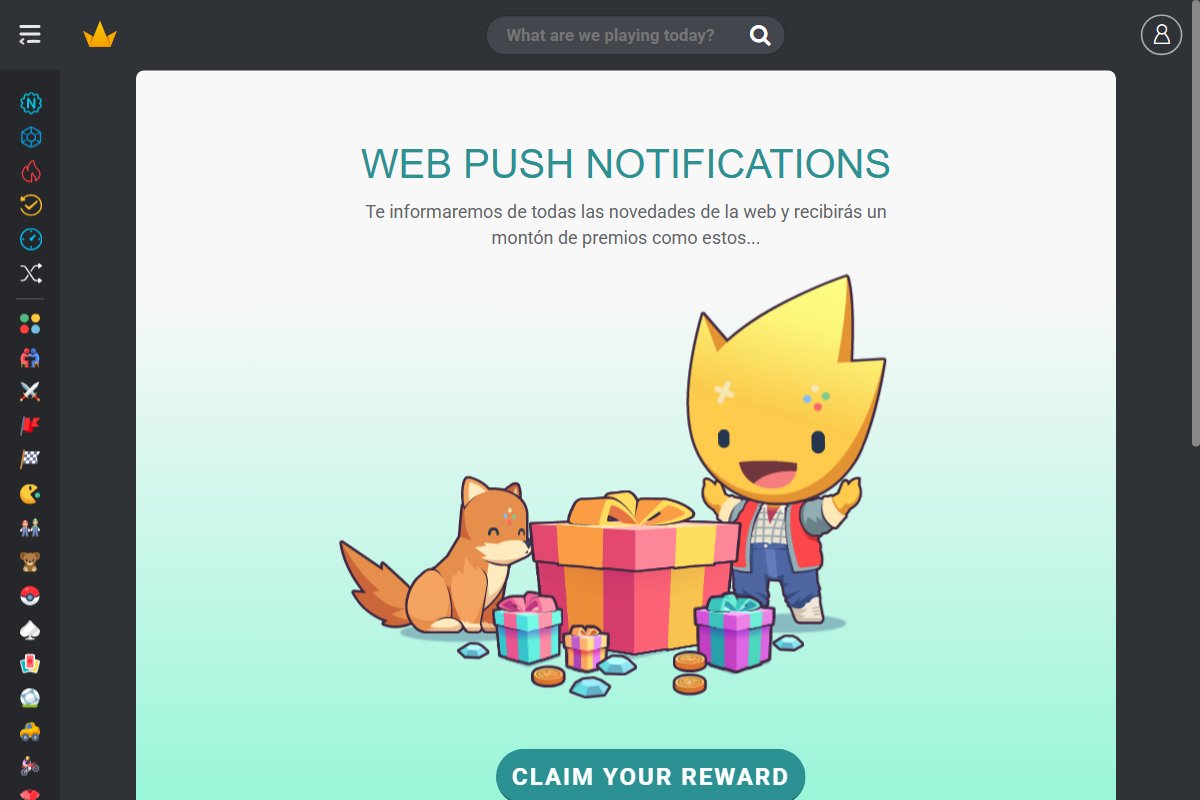 What are we playing today?
N
WEB PUSH NOTIFICATIONS
Te informaremos de todas las novedades de la web y recibirás un
montón de premios como estos...
CLAIM YOUR REWARD